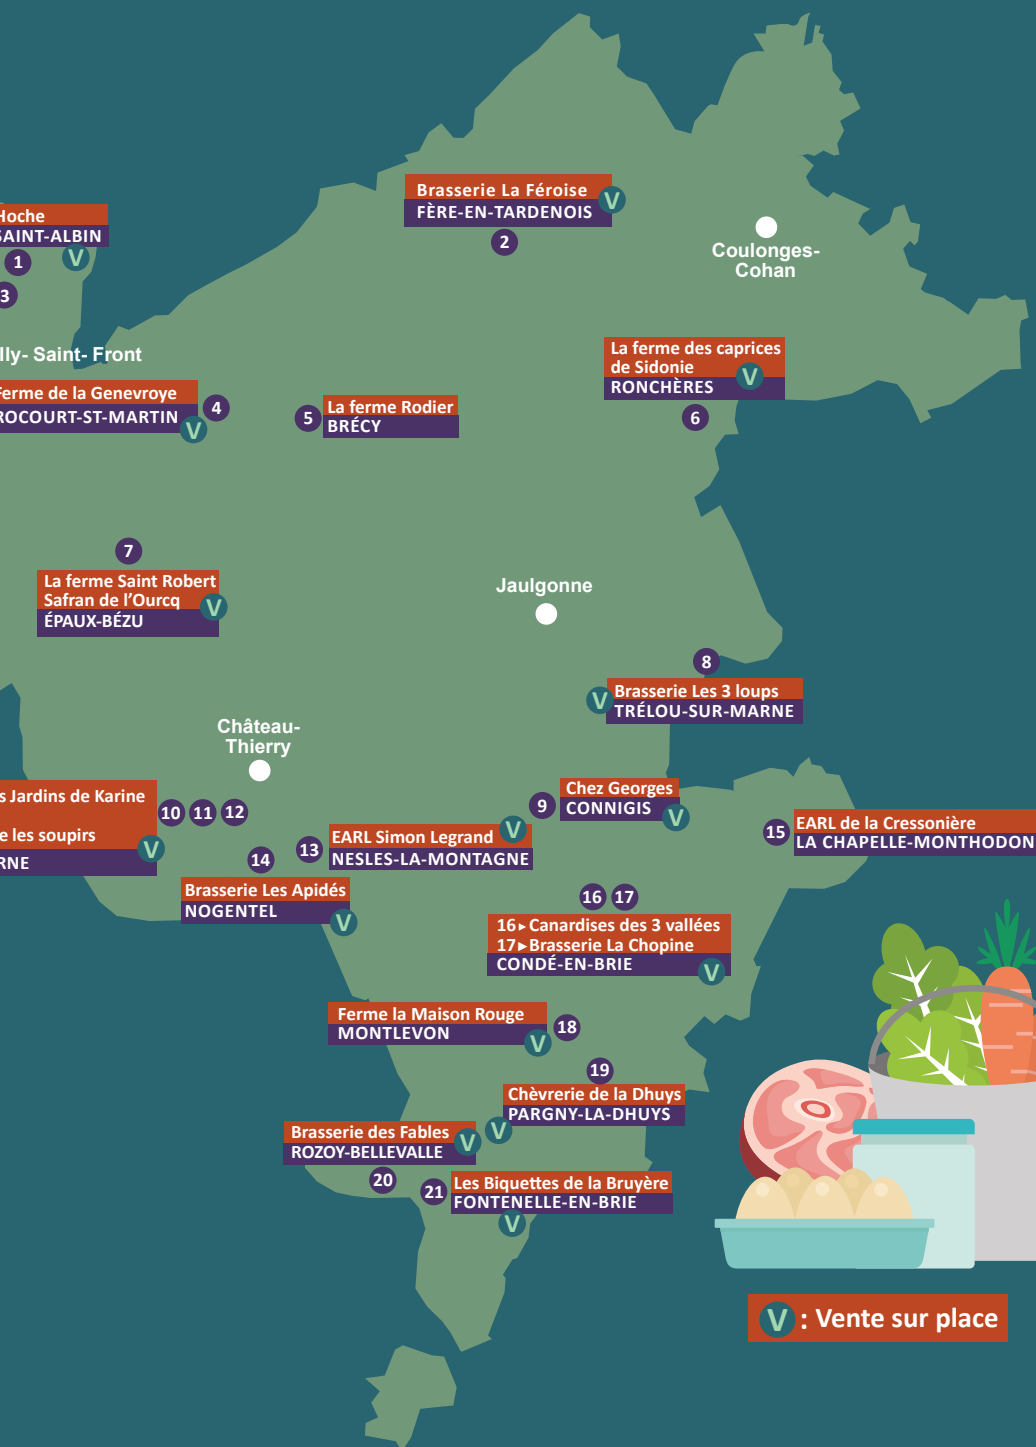 Brasserie La Féroise
V
FÈRE-EN-TARDENOIS
2
Hoche
SAINT-ALBIN
1
V
3
Coulonges-
Cohan
lly- Saint- Front
La ferme des caprices
de Sidonie
V
RONCHÈRES
6
Ferme de la Genevroye
ROCOURT-ST-MARTIN
V
4
5
La ferme Rodier
BRÉCY
7
La ferme Saint Robert
Safran de l'Ourcq
V
ÉPAUX-BÉZU
Jaulgonne
8
V
Brasserie Les 3 loups
TRÉLOU-SUR-MARNE
Château-
Thierry
s Jardins de Karine
e les soupirs
V
RNE
10 11 12
9
Chez Georges
CONNIGIS
V
13
EARL Simon Legrand
V
NESLES-LA-MONTAGNE
15
EARL de la Cressonière
LA CHAPELLE-MONTHODON
14
Brasserie Les Apidés
NOGENTEL
V
16 17
16▸Canardises des 3 vallées
17▸Brasserie La Chopine
CONDÉ-EN-BRIE
V
Ferme la Maison Rouge
MONTLEVON
V
18
19
Chèvrerie de la Dhuys
PARGNY-LA-DHUYS
V
Brasserie des Fables
V
ROZOY-BELLEVALLE
20
21
Les Biquettes de la Bruyère
FONTENELLE-EN-BRIE
V
V : Vente sur place